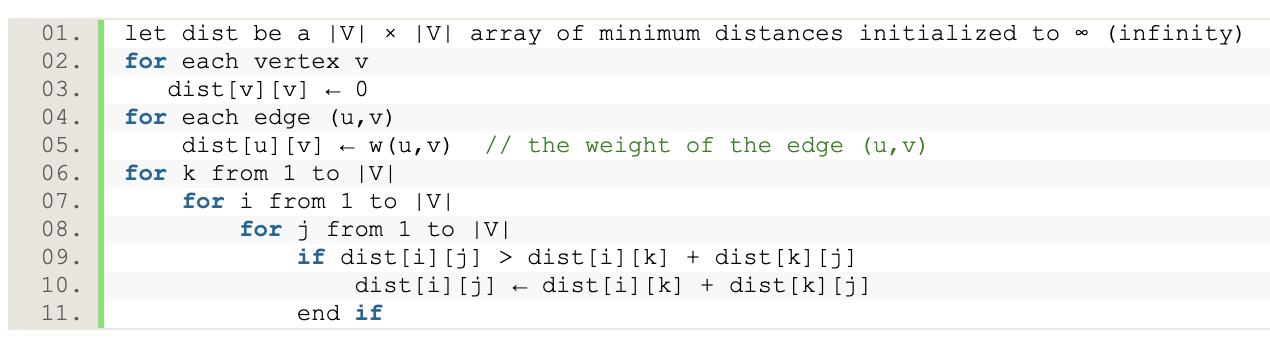 01. let dist be a |V| × |V| array of minimum distances initialized to ∞ (infinity)
02. for each vertex v
03.    dist[v][v] ← 0
04. for each edge (u,v)
05.     dist[u][v] ← w(u,v)  // the weight of the edge (u,v)
06. for k from 1 to |V|
07.     for i from 1 to |V|
08.         for j from 1 to |V|
09.             if dist[i][j] > dist[i][k] + dist[k][j]
10.                 dist[i][j] ← dist[i][k] + dist[k][j]
11.             end if